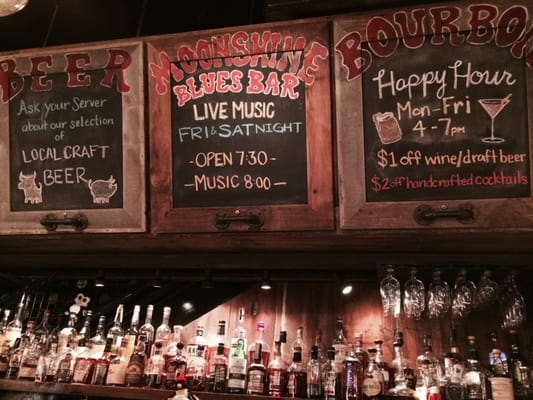 BEER
ASK your SERVER
about our selection
of
LOCAL CRAFT
BEER
MOONSHINE
BLUES BAR
LIVE MUSIC
FRI & SAT NIGHT
-OPEN 7:30-
-MUSIC 8:00-
BOURBON
Happy Hour
Mon-Fri
4-7pm
$1 off wine/draft beer
$2 off handcrafted cocktails